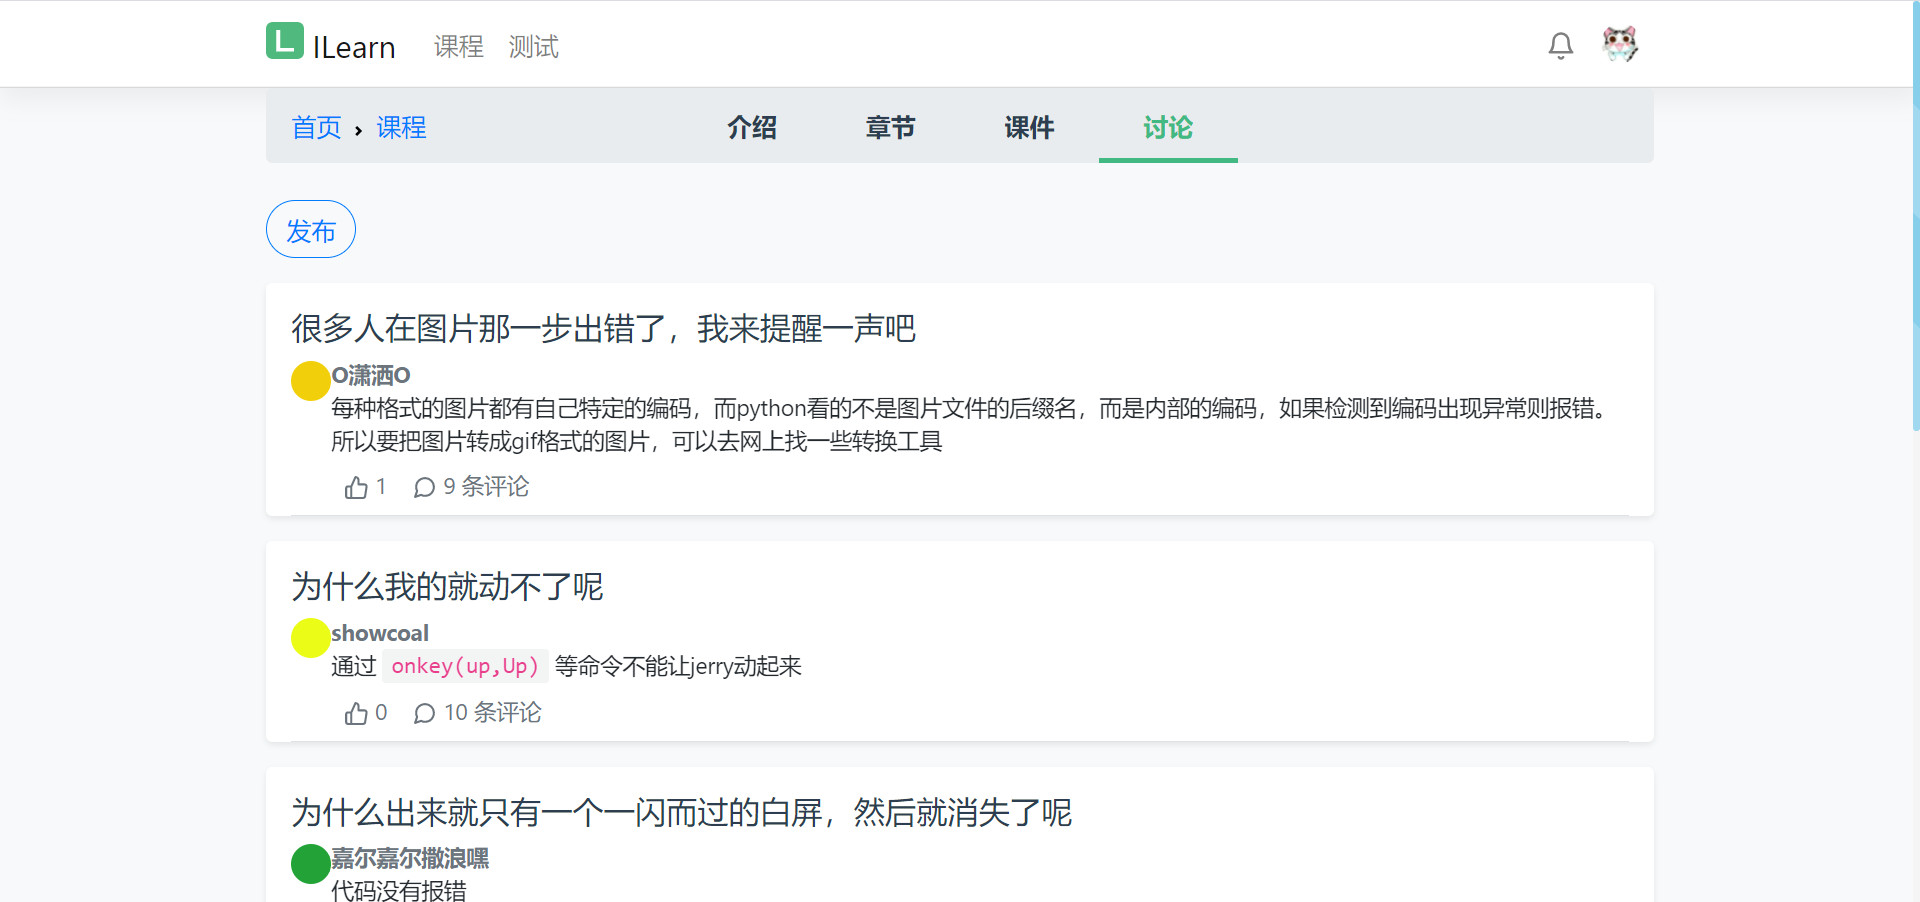 L ILearn 课程 测试
首页 › 课程 介绍 章节 课件 讨论
发布
很多人在图片那一步出错了，我来提醒一声吧
O潇洒O
每种格式的图片都有自己特定的编码，而python看的不是图片文件的后缀名，而是内部的编码，如果检测到编码出现异常则报错。
所以要把图片转成gif格式的图片，可以去网上找一些转换工具
1 9 条评论
为什么我的就动不了呢
showcoal
通过 onkey(up,Up) 等命令不能让jerry动起来
0 10 条评论
为什么出来就只有一个一闪而过的白屏，然后就消失了呢
嘉尔嘉尔撒浪嘿
代码没有报错